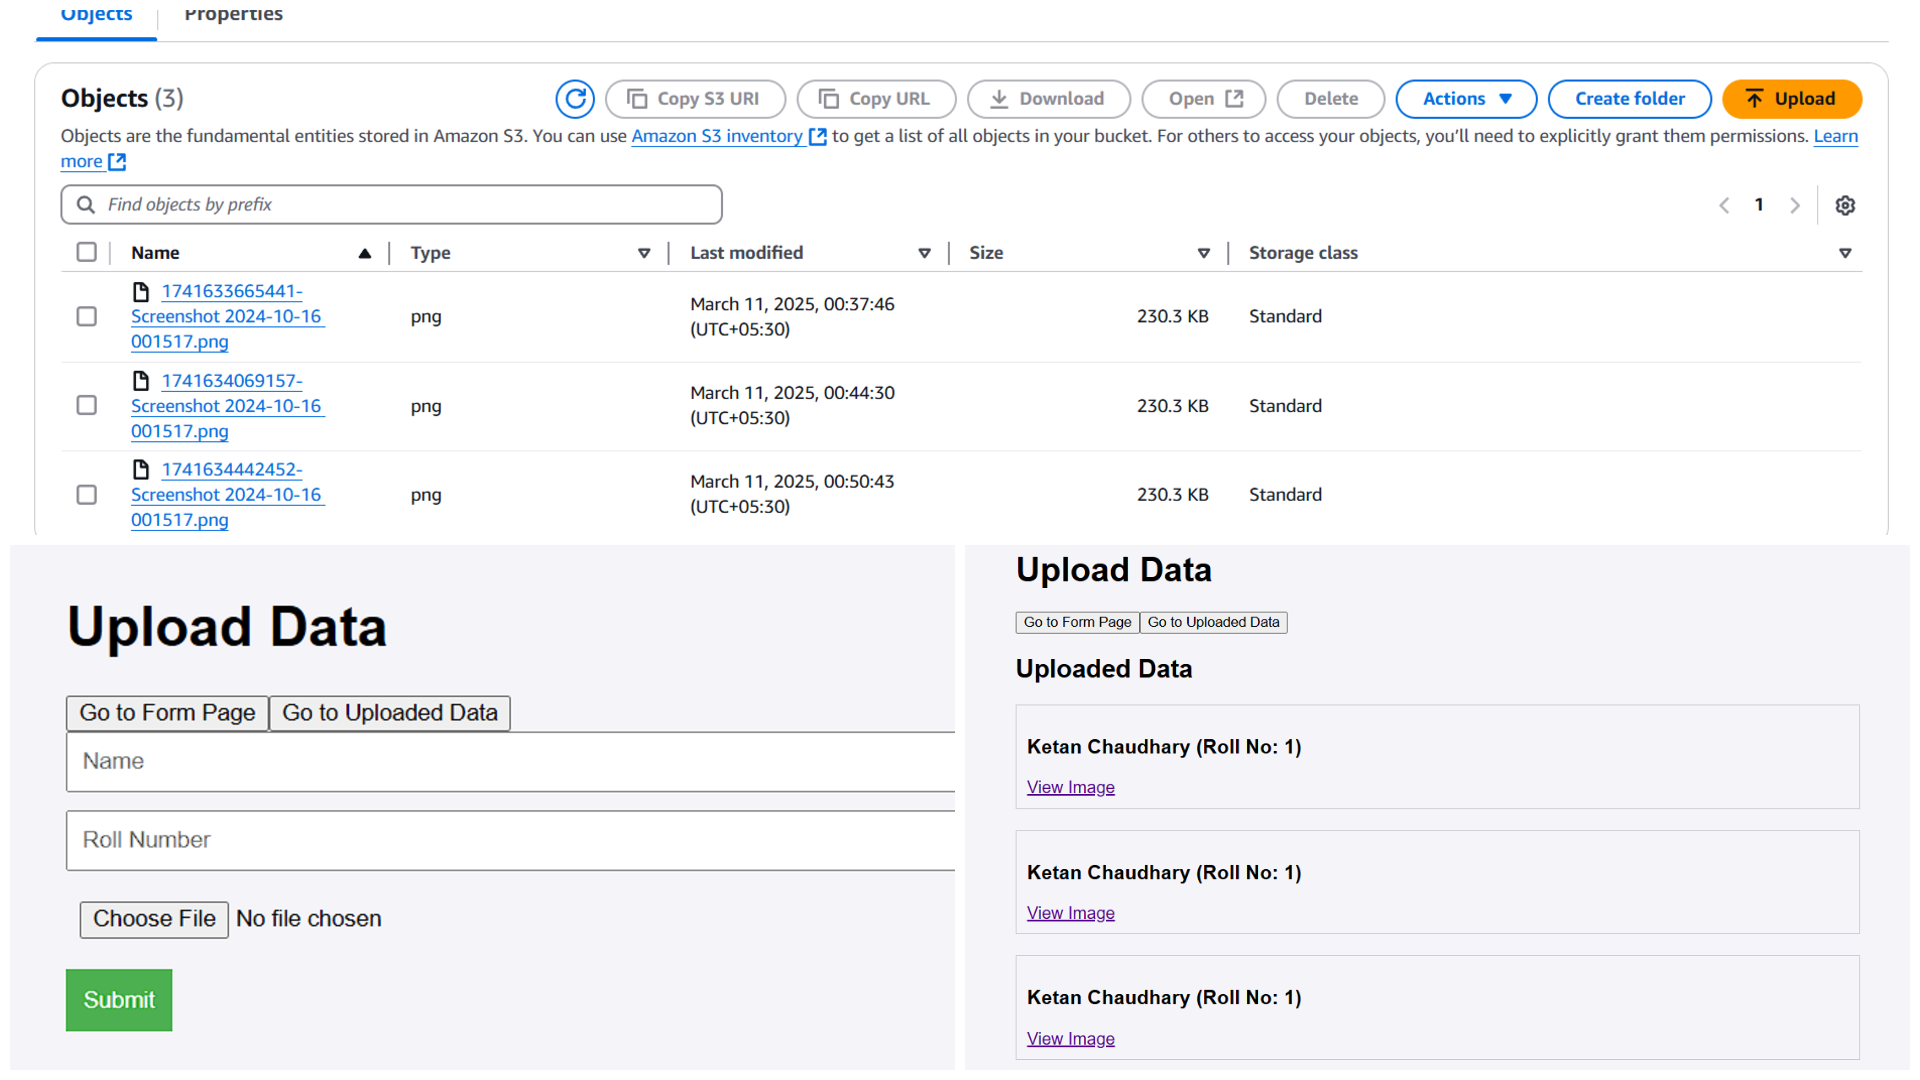 Objects Properties
Objects (3)
Copy S3 URI Copy URL Download Open Delete Actions Create folder Upload
Objects are the fundamental entities stored in Amazon S3. You can use Amazon S3 inventory to get a list of all objects in your bucket. For others to access your objects, you'll need to explicitly grant them permissions. Learn
more
Find objects by prefix
1
Name Type Last modified Size Storage class
1741633665441-
Screenshot 2024-10-16
001517.png
png
March 11, 2025, 00:37:46
(UTC+05:30)
230.3 KB
Standard
1741634069157-
Screenshot 2024-10-16
001517.png
png
March 11, 2025, 00:44:30
(UTC+05:30)
230.3 KB
Standard
1741634442452-
Screenshot 2024-10-16
001517.png
png
March 11, 2025, 00:50:43
(UTC+05:30)
230.3 KB
Standard
Upload Data
Go to Form Page Go to Uploaded Data
Name
Roll Number
Choose File No file chosen
Submit
Upload Data
Go to Form Page Go to Uploaded Data
Uploaded Data
Ketan Chaudhary (Roll No: 1)
View Image
Ketan Chaudhary (Roll No: 1)
View Image
Ketan Chaudhary (Roll No: 1)
View Image